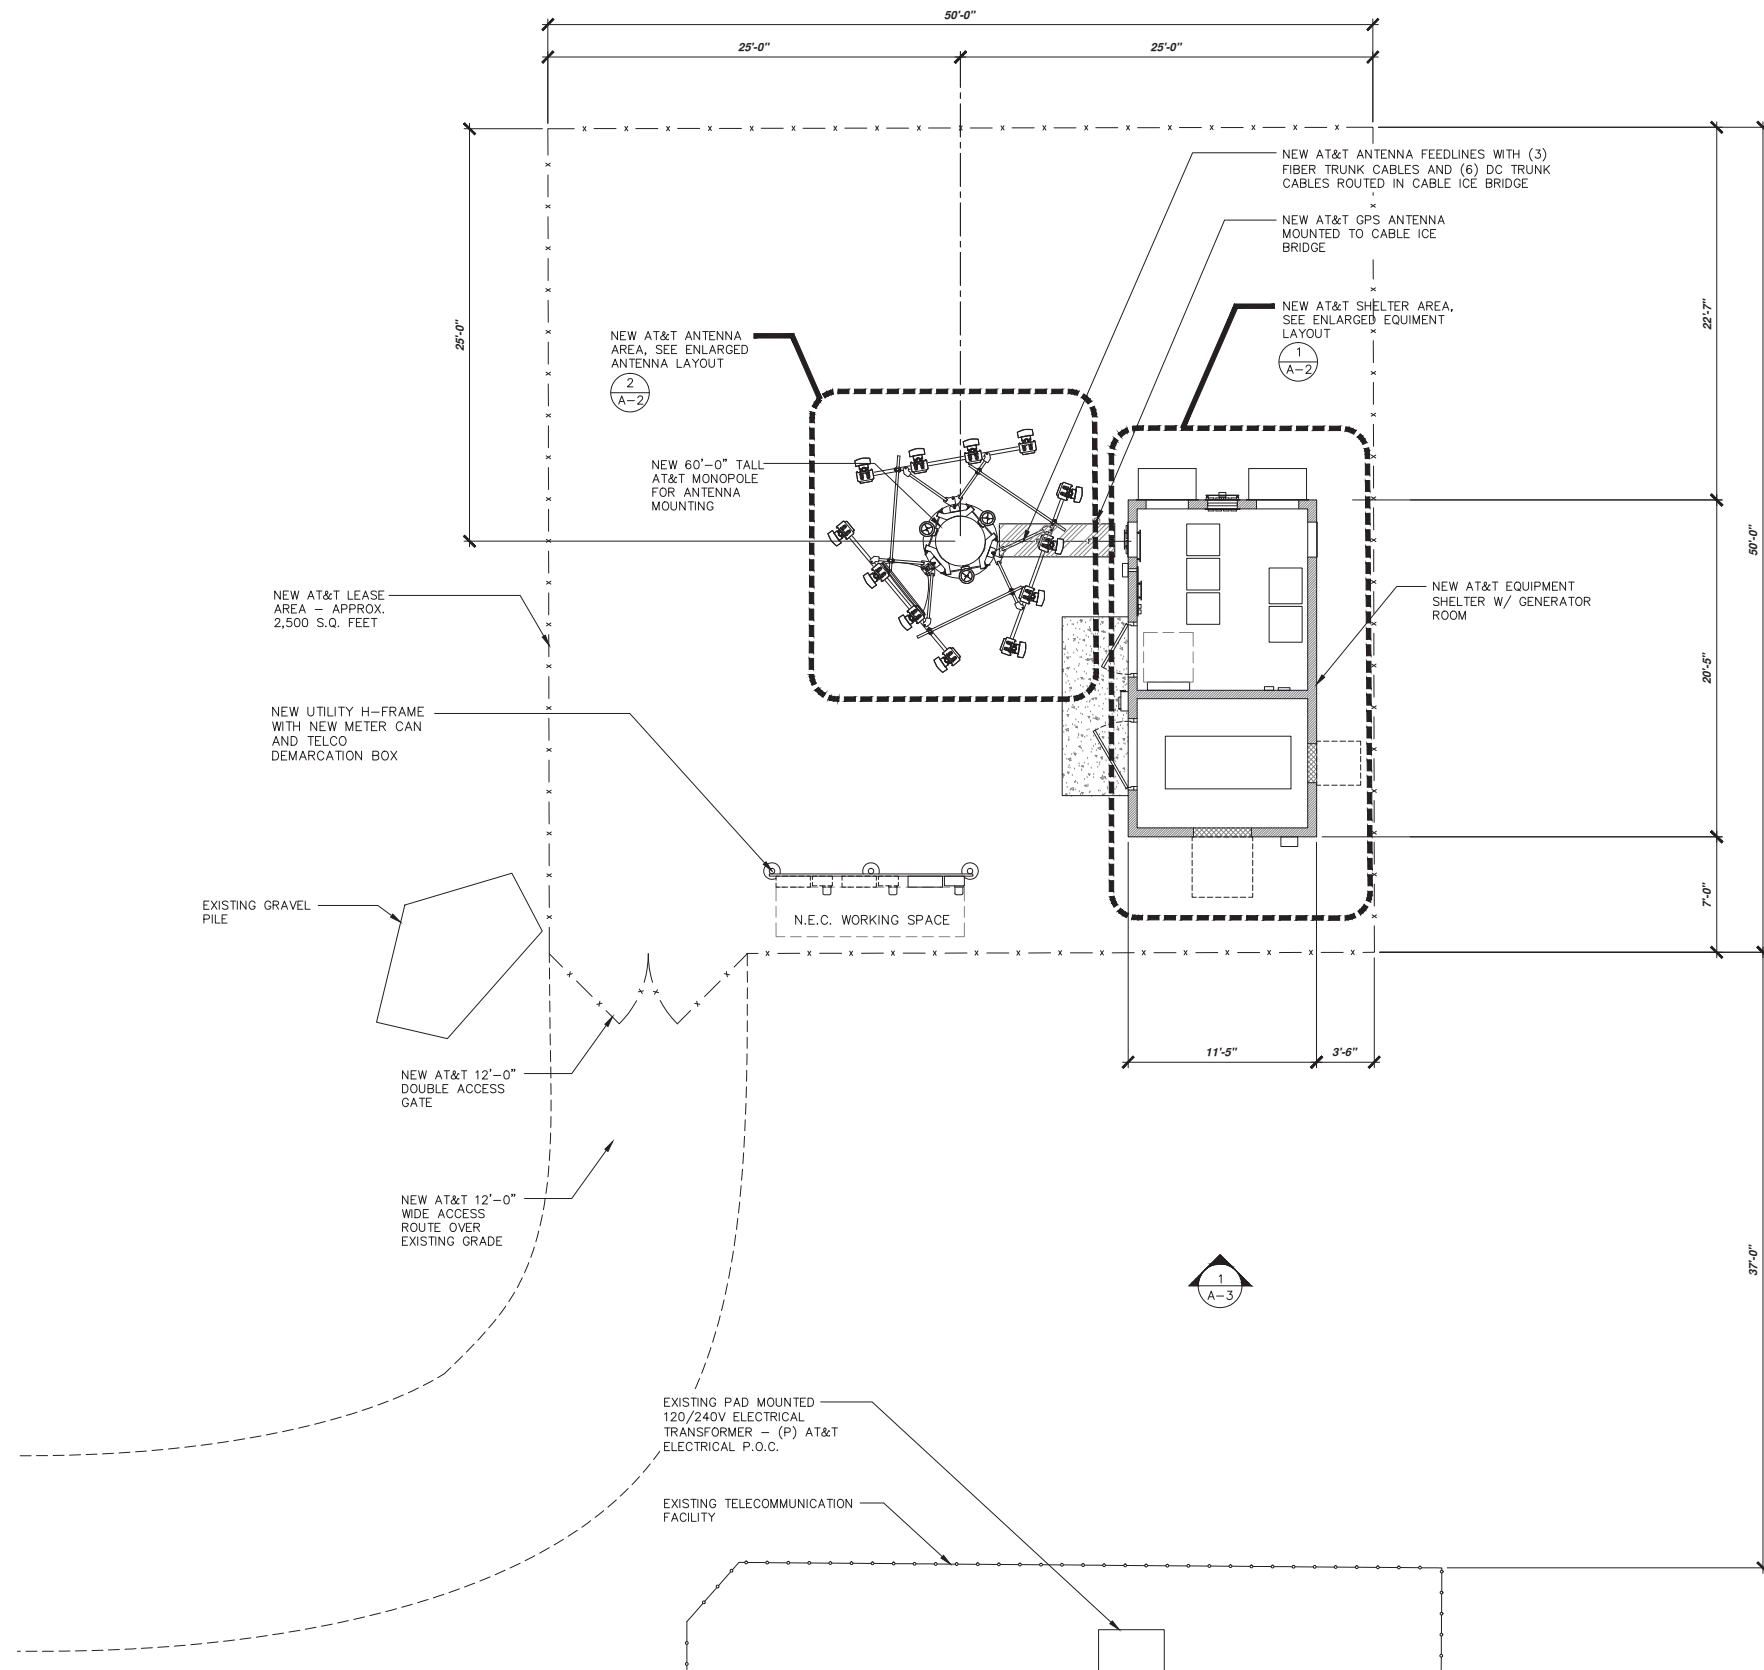 50'-0"
25'-0"
25'-0"
NEW AT&T ANTENNA FEEDLINES WITH (3)
FIBER TRUNK CABLES AND (6) DC TRUNK
CABLES ROUTED IN CABLE ICE BRIDGE
NEW AT&T GPS ANTENNA
MOUNTED TO CABLE ICE
BRIDGE
NEW AT&T SHELTER AREA,
SEE ENLARGED EQUIMENT
LAYOUT
1
A-2
22'-7"
25'-0"
NEW AT&T ANTENNA
AREA, SEE ENLARGED
ANTENNA LAYOUT
2
A-2
NEW 60'-0" TALL
AT&T MONOPOLE
FOR ANTENNA
MOUNTING
50'-0"
NEW AT&T LEASE
AREA - APPROX.
2,500 S.Q. FEET
NEW AT&T EQUIPMENT
SHELTER W/ GENERATOR
ROOM
20'-5"
NEW UTILITY H-FRAME
WITH NEW METER CAN
AND TELCO
DEMARCATION BOX
7'-0"
EXISTING GRAVEL
PILE
N.E.C. WORKING SPACE
11'-5"
3'-6"
NEW AT&T 12'-0"
DOUBLE ACCESS
GATE
NEW AT&T 12'-0"
WIDE ACCESS
ROUTE OVER
EXISTING GRADE
37'-0"
1
A-3
EXISTING PAD MOUNTED
120/240V ELECTRICAL
TRANSFORMER - (P) AT&T
ELECTRICAL P.O.C.
EXISTING TELECOMMUNICATION
FACILITY